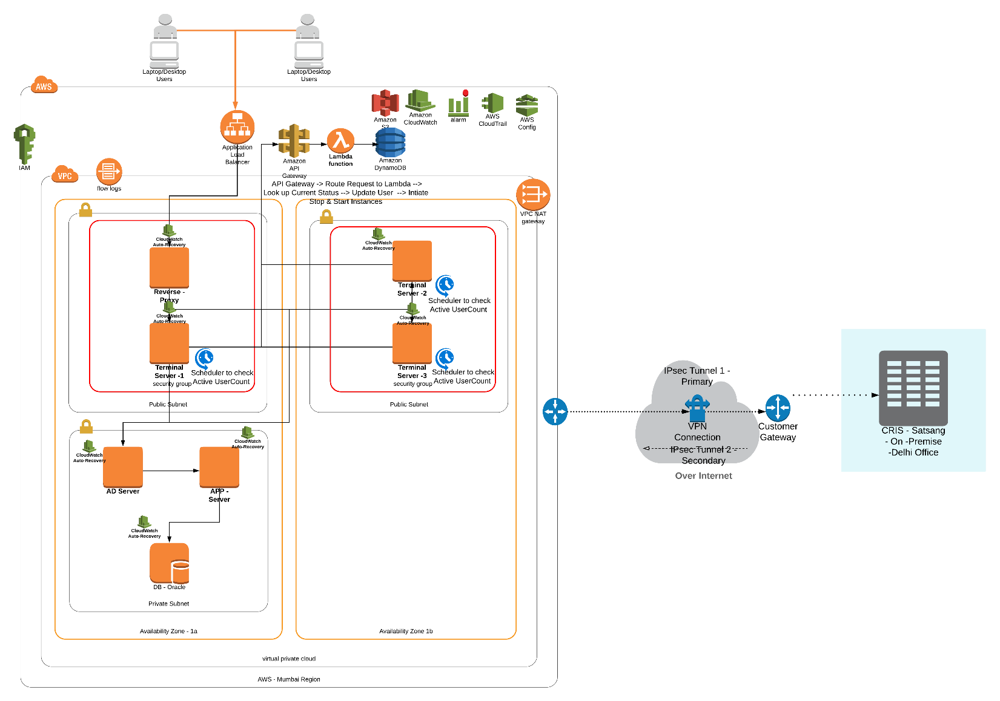 Laptop/Desktop
Users
Laptop/Desktop
Users
AWS
Amazon
S3
Amazon
CloudWatch
alarm
AWS
CloudTrail
AWS
Config
IAM
Application
Load
Balancer
Amazon
API
Gateway
Lambda
function
Amazon
DynamoDB
VPC
flow logs
API Gateway -> Route Request to Lambda -->
Look up Current Status --> Update User --> Intiate
Stop & Start Instances
VPC NAT
gateway
CloudWatch
Auto-Recovery
Reverse -
Proxy
CloudWatch
Auto-Recovery
Terminal
Server -1
security group
Scheduler to check
Active UserCount
Public Subnet
CloudWatch
Auto-Recovery
Terminal
Server -2
Scheduler to check
Active UserCount
CloudWatch
Auto-Recovery
Terminal
Server -3
security group
Scheduler to check
Active UserCount
Public Subnet
CloudWatch
Auto-Recovery
AD Server
CloudWatch
Auto-Recovery
APP -
Server
CloudWatch
Auto-Recovery
DB - Oracle
Private Subnet
Availability Zone - 1a
Availability Zone 1b
virtual private cloud
AWS - Mumbai Region
IPsec Tunnel 1 -
Primary
VPN
Connection
IPsec Tunnel 2 -
Secondary
Over Internet
Customer
Gateway
CRIS - Satsang
- On -Premise
-Delhi Office